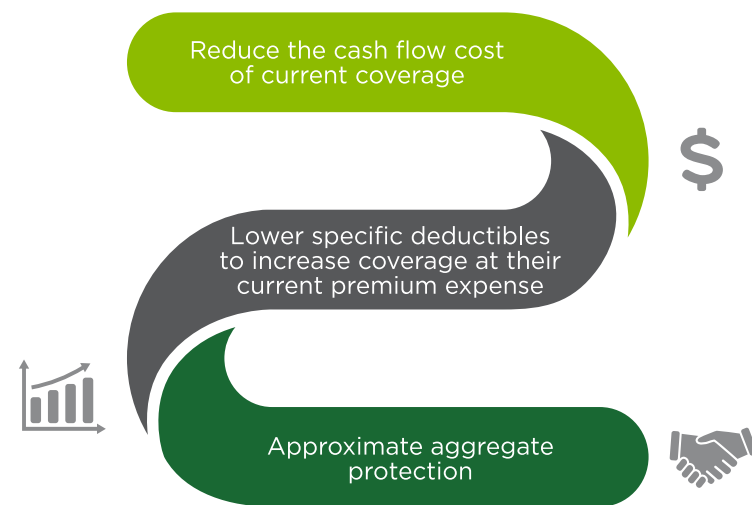 Reduce the cash flow cost
of current coverage
$
Lower specific deductibles
to increase coverage at their
current premium expense
Approximate aggregate
protection